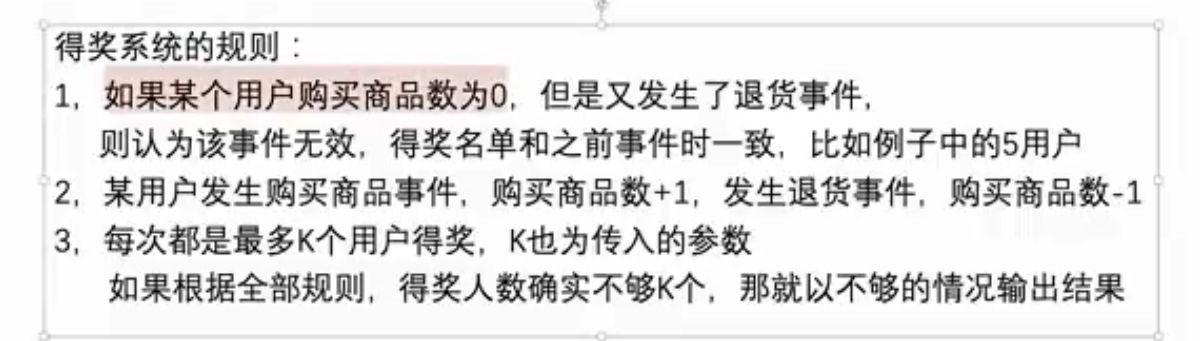 得奖系统的规则：
1，如果某个用户购买商品数为0，但是又发生了退货事件，
则认为该事件无效，得奖名单和之前事件时一致，比如例子中的5用户
2，某用户发生购买商品事件，购买商品数+1，发生退货事件，购买商品数-1
3，每次都是最多K个用户得奖，K也为传入的参数
如果根据全部规则，得奖人数确实不够K个，那就以不够的情况输出结果